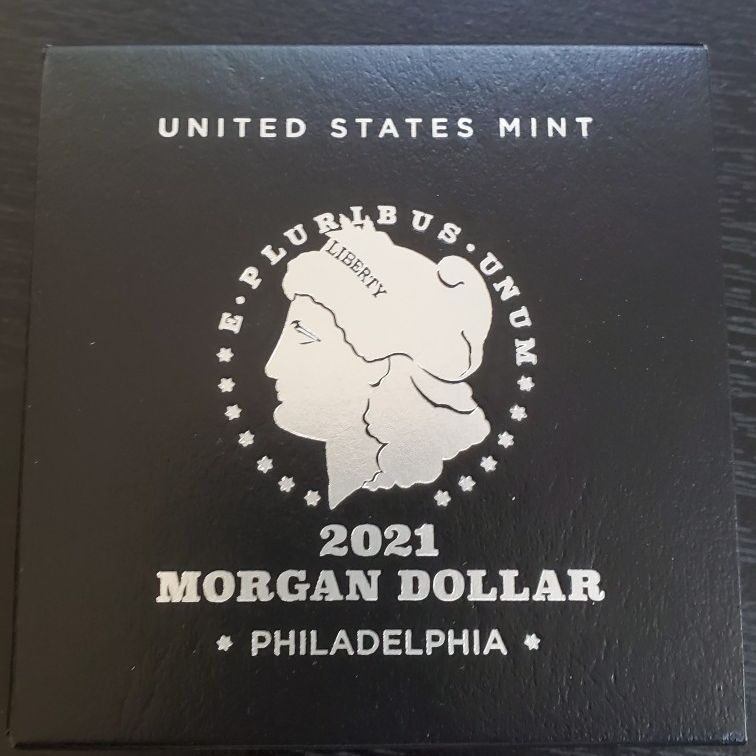 UNITED STATES MINT
E·PLURIBUS·UNUM
LIBERTY
2021
MORGAN DOLLAR
* PHILADELPHIA *